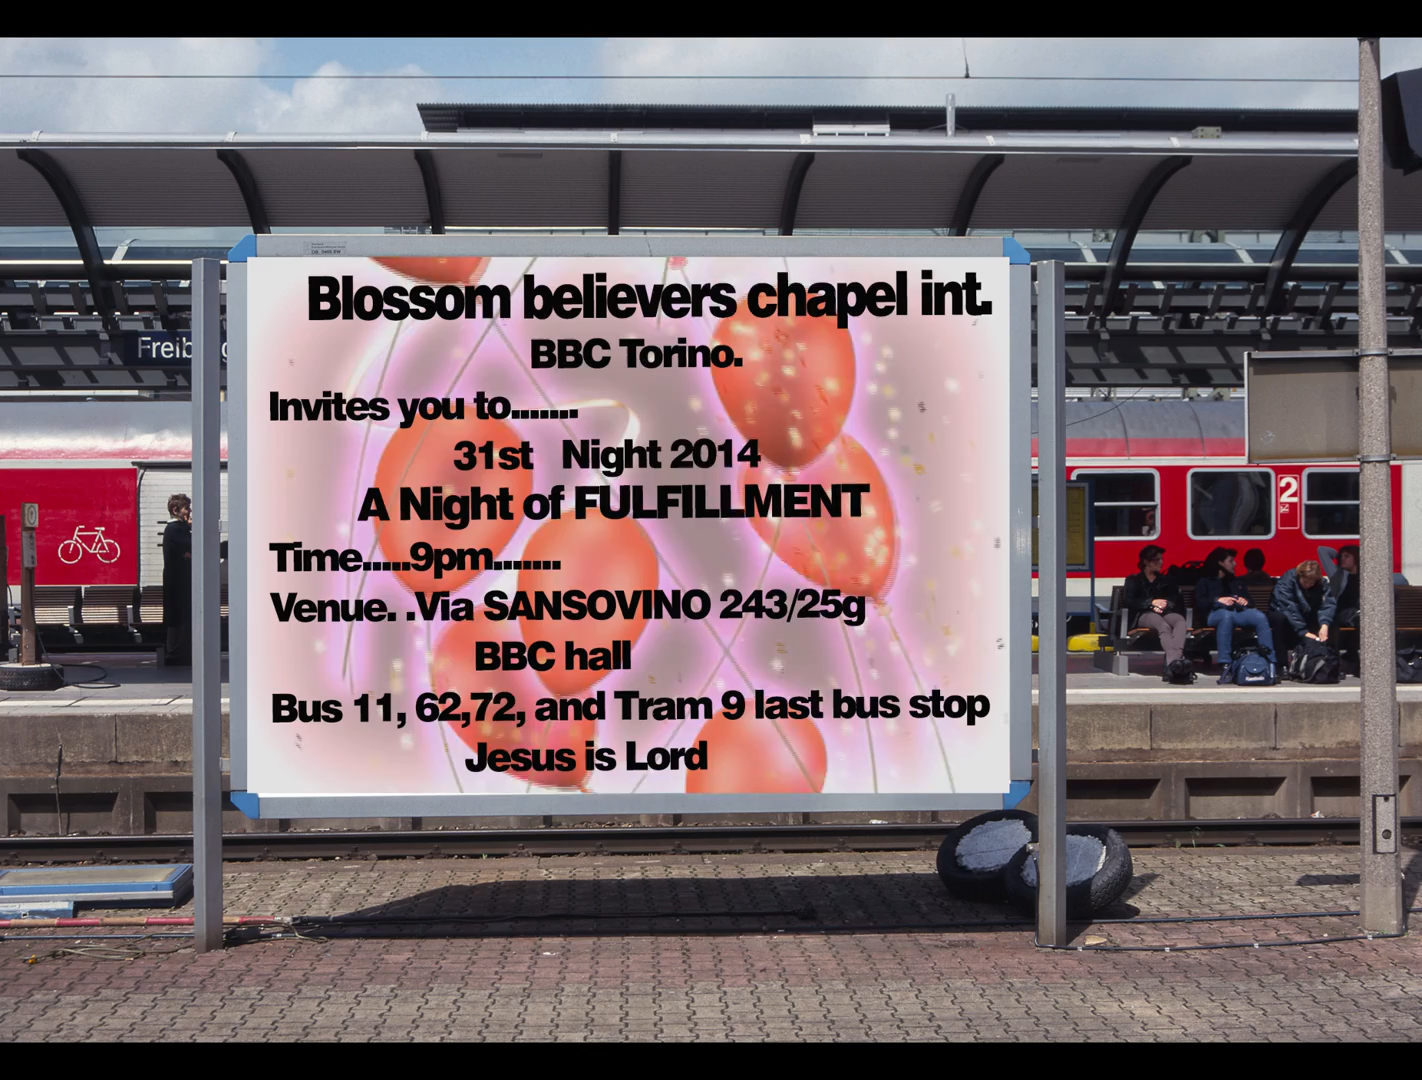 Blossom believers chapel int.
BBC Torino.
Invites you to.......
31st Night 2014
A Night of FULFILLMENT
Time.....9pm.......
Venue. .Via SANSOVINO 243/25g
BBC hall
Bus 11, 62,72, and Tram 9 last bus stop
Jesus is Lord
2